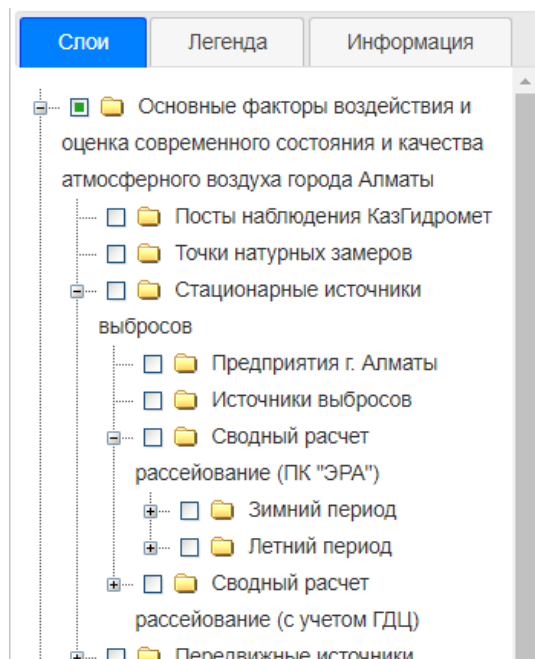 Слои Легенда Информация
Основные факторы воздействия и
оценка современного состояния и качества
атмосферного воздуха города Алматы
Посты наблюдения КазГидромет
Точки натурных замеров
Стационарные источники
выбросов
Предприятия г. Алматы
Источники выбросов
Сводный расчет
рассейование (ПК "ЭРА")
Зимний период
Летний период
Сводный расчет
рассейование (с учетом ГДЦ)
Передвижные источники